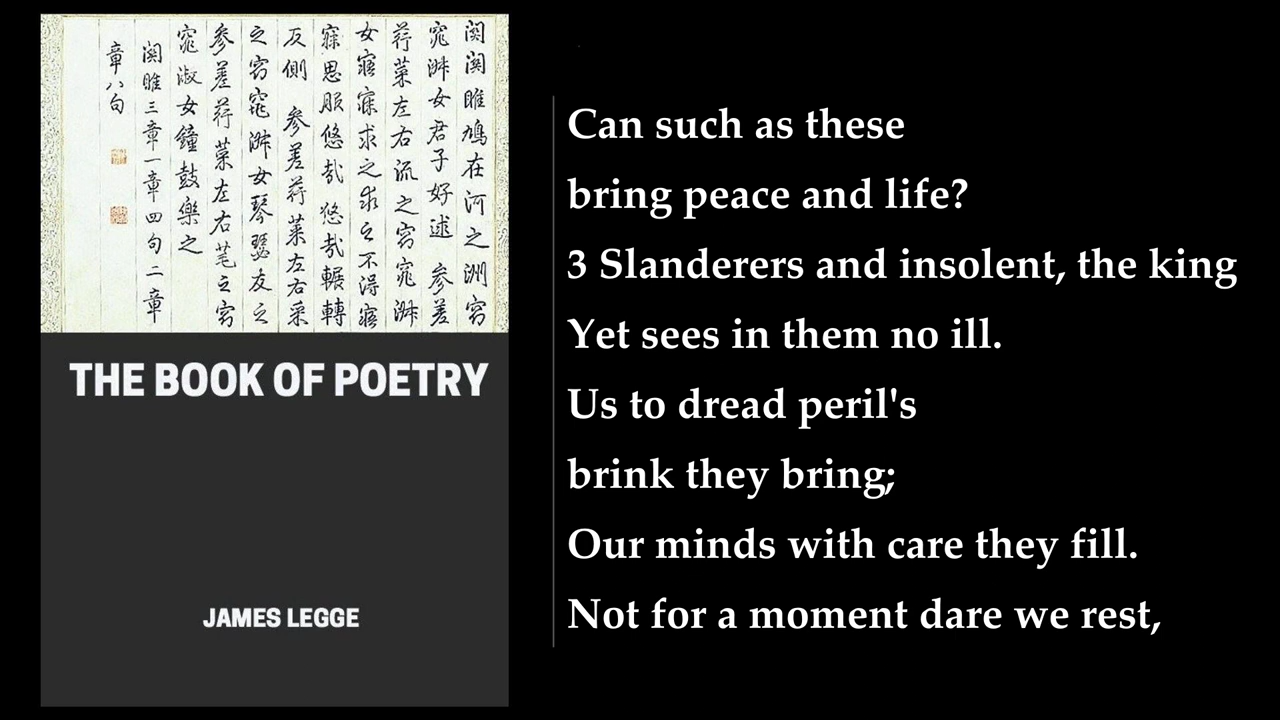 関関雎鳩在河之洲窈
窕淑女君子好逑 參差
荇菜左右流之窈窕淑
女寤寐求之求之不得寤
寐思服悠哉悠哉輾轉
反側 參差荇菜左右采
之窈窕淑女琴瑟友之
參差荇菜左右芼之窈
窕淑女鐘鼓樂之
関雎三章一章四句二章
章八句
THE BOOK OF POETRY
JAMES LEGGE
Can such as these
bring peace and life?
3 Slanderers and insolent, the king
Yet sees in them no ill.
Us to dread peril's
brink they bring;
Our minds with care they fill.
Not for a moment dare we rest,